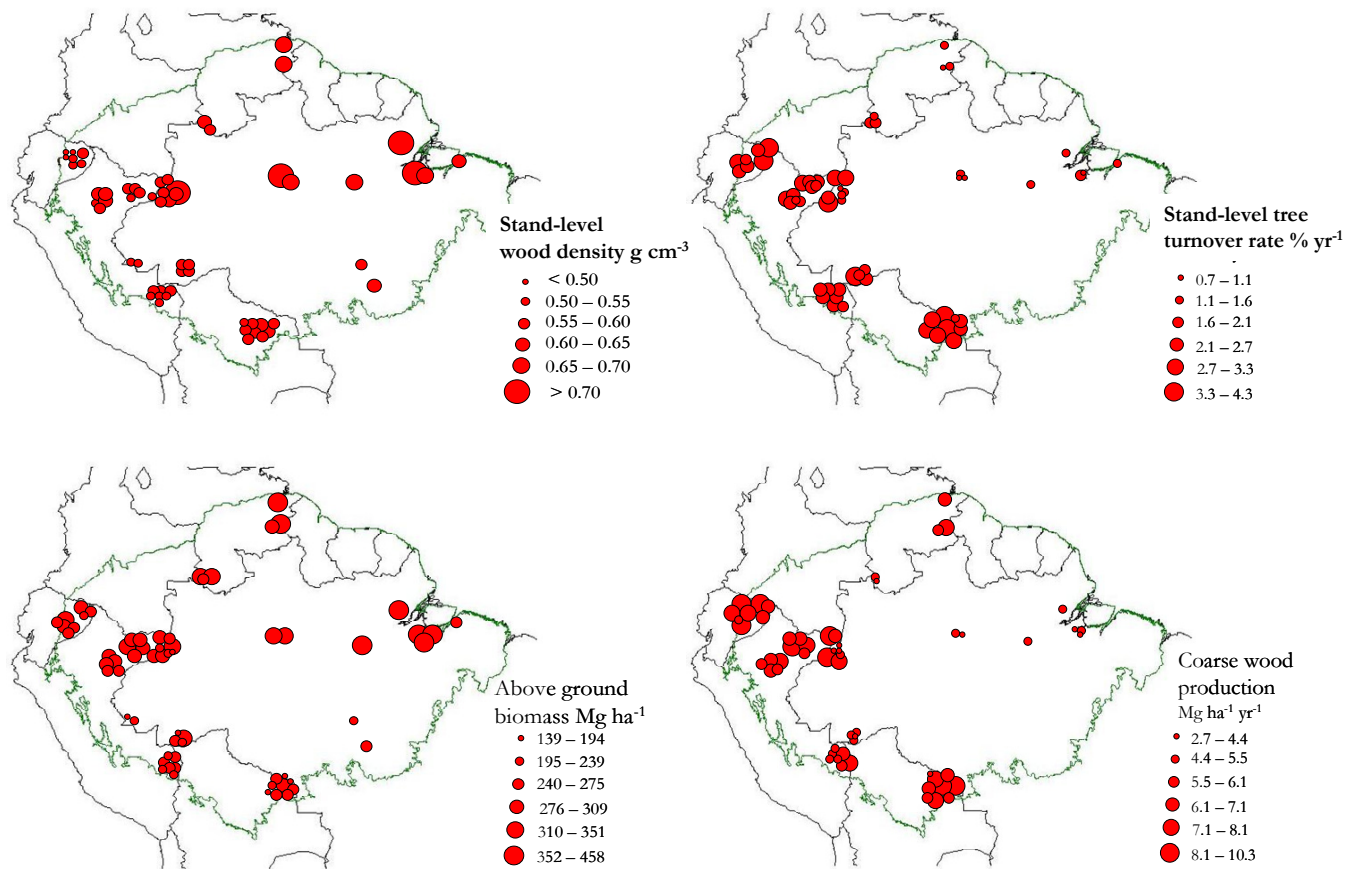 Stand-level
wood density g cm-3
< 0.50
0.50 – 0.55
0.55 – 0.60
0.60 – 0.65
0.65 – 0.70
> 0.70
Stand-level tree
turnover rate % yr-1
0.7 – 1.1
1.1 – 1.6
1.6 – 2.1
2.1 – 2.7
2.7 – 3.3
3.3 – 4.3
Above ground
biomass Mg ha-1
139 – 194
195 – 239
240 – 275
276 – 309
310 – 351
352 – 458
Coarse wood
production
Mg ha-1 yr-1
2.7 – 4.4
4.4 – 5.5
5.5 – 6.1
6.1 – 7.1
7.1 – 8.1
8.1 – 10.3